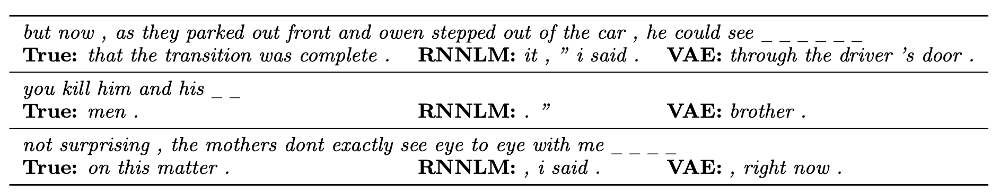 but now , as they parked out front and owen stepped out of the car , he could see _ _ _ _ _ _
True: that the transition was complete . RNNLM: it , ” i said . VAE: through the driver ’s door .
you kill him and his _ _
True: men . RNNLM: . ” VAE: brother .
not surprising , the mothers dont exactly see eye to eye with me _ _ _ _
True: on this matter . RNNLM: , i said . VAE: , right now .